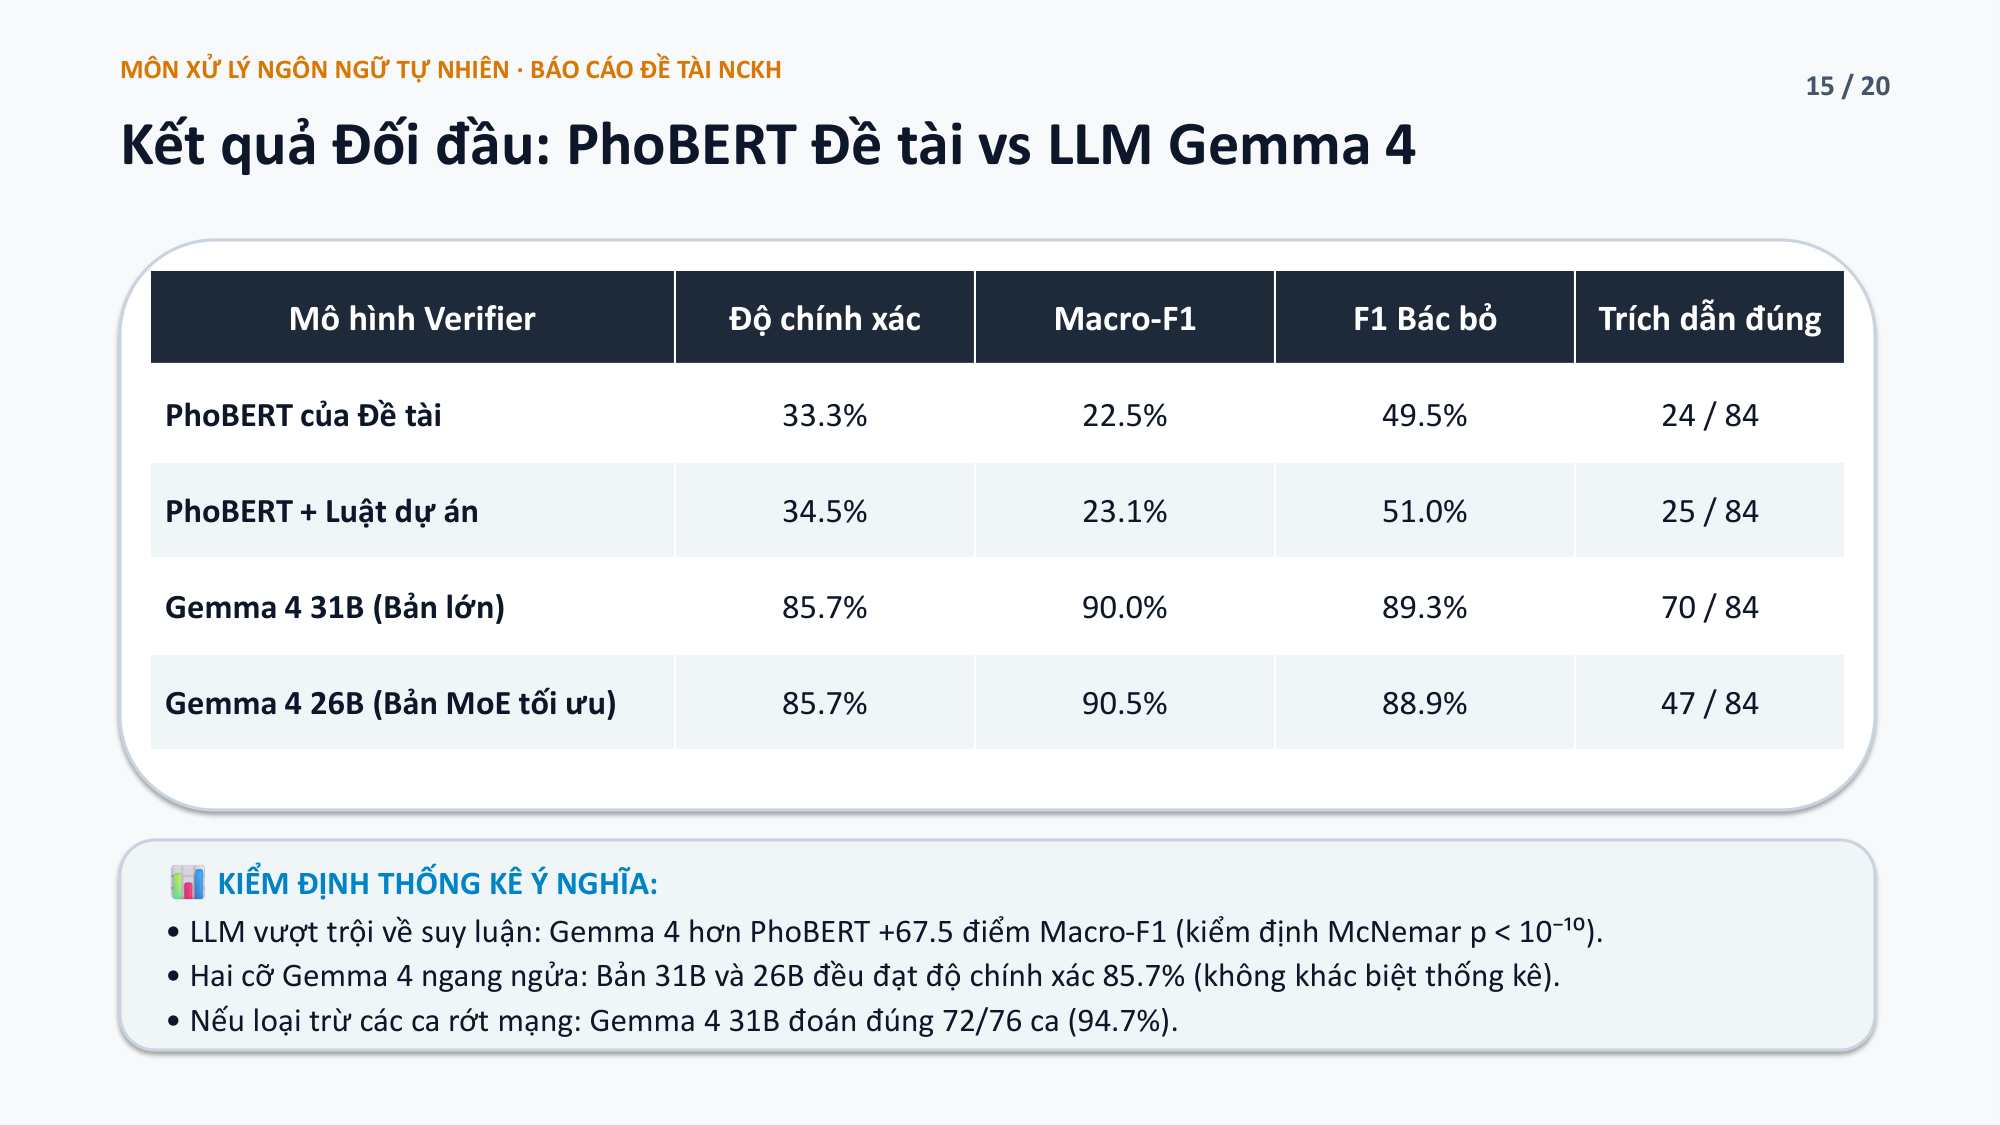 MÔN XỬ LÝ NGÔN NGỮ TỰ NHIÊN · BÁO CÁO ĐỀ TÀI NCKH
15 / 20
Kết quả Đối đầu: PhoBERT Đề tài vs LLM Gemma 4
Mô hình Verifier Độ chính xác Macro-F1 F1 Bác bỏ Trích dẫn đúng
PhoBERT của Đề tài 33.3% 22.5% 49.5% 24 / 84
PhoBERT + Luật dự án 34.5% 23.1% 51.0% 25 / 84
Gemma 4 31B (Bản lớn) 85.7% 90.0% 89.3% 70 / 84
Gemma 4 26B (Bản MoE tối ưu) 85.7% 90.5% 88.9% 47 / 84
📊 KIỂM ĐỊNH THỐNG KÊ Ý NGHĨA:
• LLM vượt trội về suy luận: Gemma 4 hơn PhoBERT +67.5 điểm Macro-F1 (kiểm định McNemar p < 10⁻¹⁰).
• Hai cỡ Gemma 4 ngang ngửa: Bản 31B và 26B đều đạt độ chính xác 85.7% (không khác biệt thống kê).
• Nếu loại trừ các ca rớt mạng: Gemma 4 31B đoán đúng 72/76 ca (94.7%).